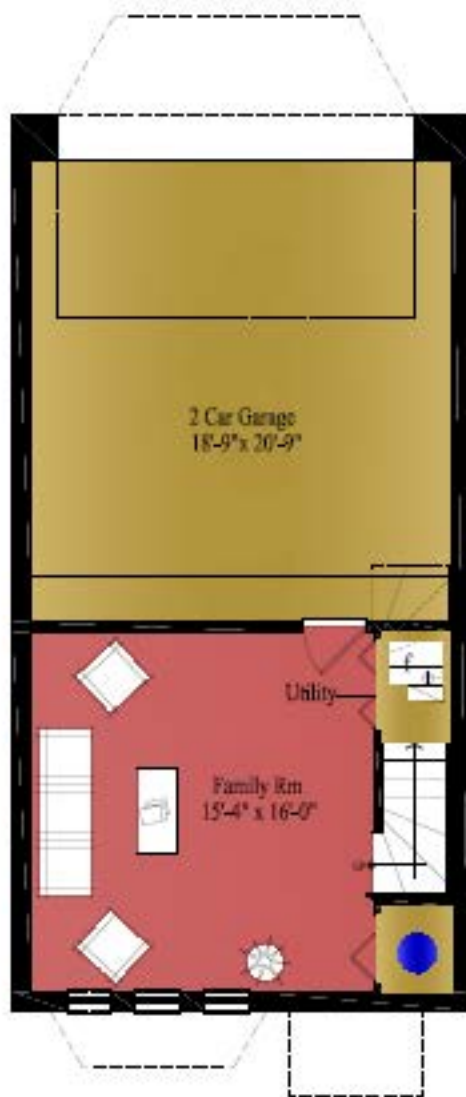 2 Car Garage
18'-9" x 20'-9"
Utility
Family Rm
15'-4" x 16'-0"